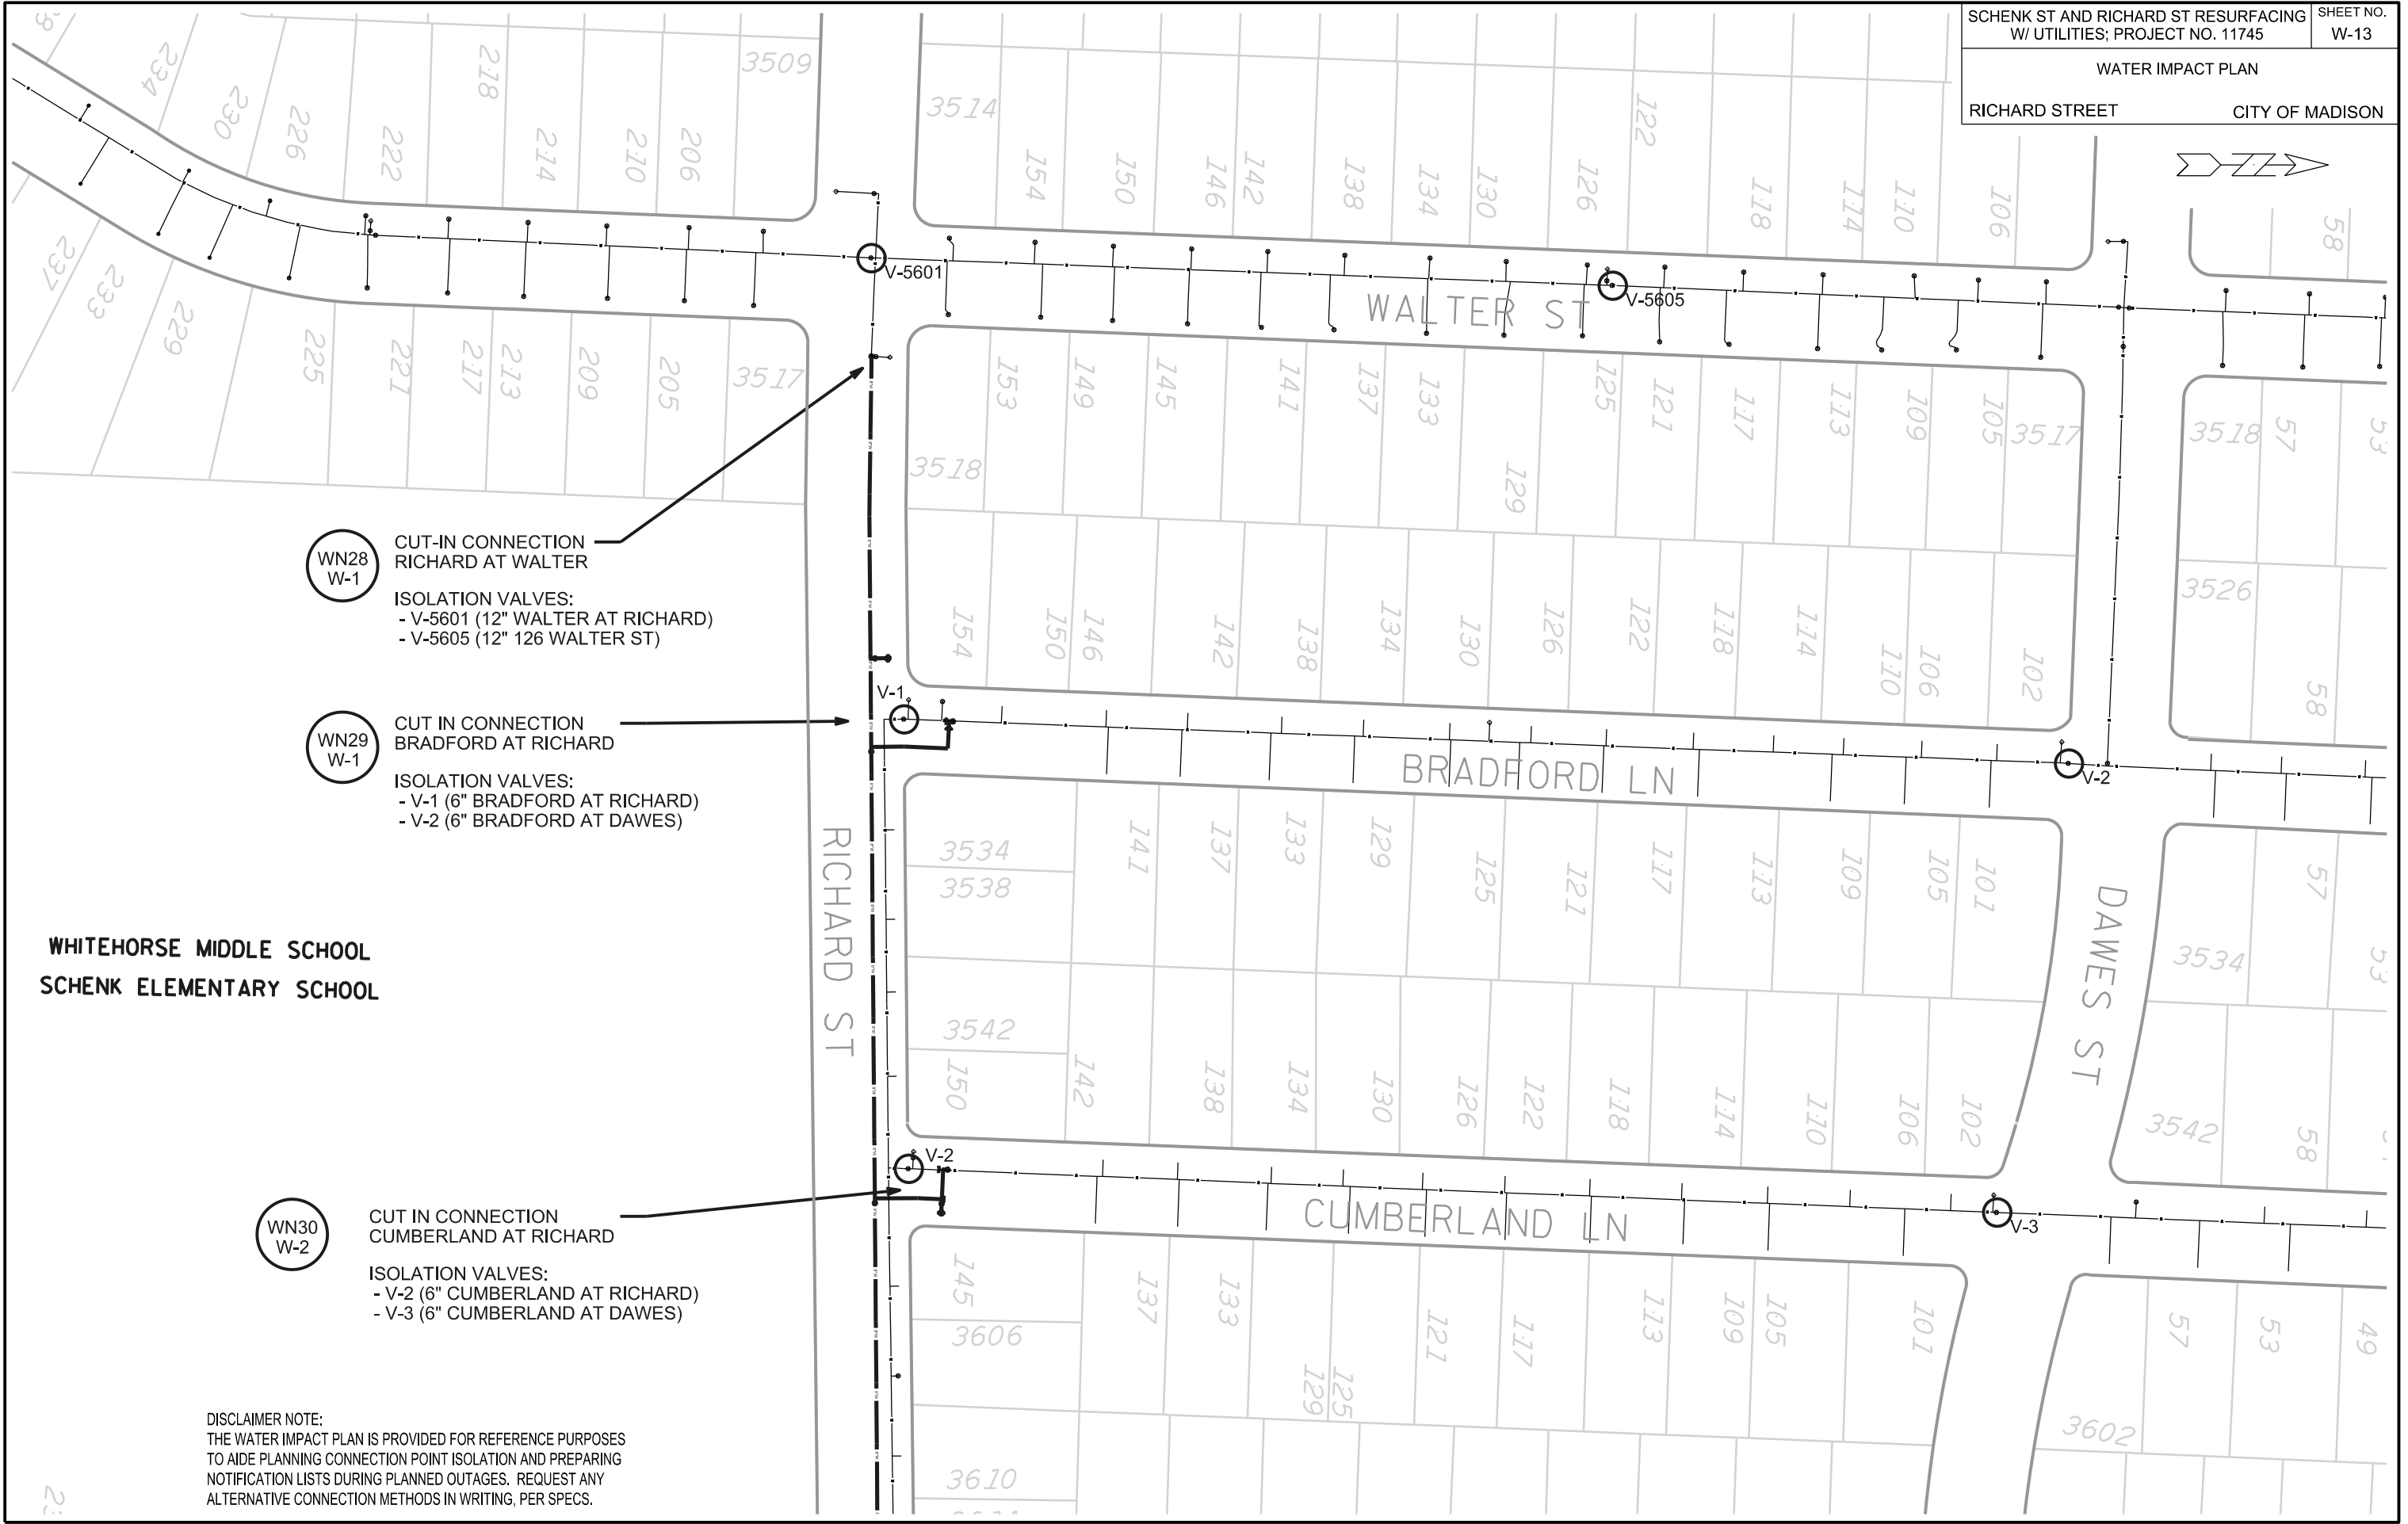 SCHENK ST AND RICHARD ST RESURFACING
W/ UTILITIES; PROJECT NO. 11745
SHEET NO.
W-13
WATER IMPACT PLAN
RICHARD STREET
CITY OF MADISON
234
230
226
222
218
214
210
206
3509
3514
154
150
146
142
138
134
130
126
122
118
114
110
106
58
V-5601
V-5605
WALTER ST
237
233
229
225
221
217
213
209
205
3517
153
149
145
141
137
133
129
125
121
117
113
109
105
3517
3518
57
53
3518
WN28
W-1
CUT-IN CONNECTION
RICHARD AT WALTER
ISOLATION VALVES:
- V-5601 (12" WALTER AT RICHARD)
- V-5605 (12" 126 WALTER ST)
154
150
146
142
138
134
130
126
122
118
114
110
106
102
3526
58
WN29
W-1
CUT IN CONNECTION
BRADFORD AT RICHARD
ISOLATION VALVES:
- V-1 (6" BRADFORD AT RICHARD)
- V-2 (6" BRADFORD AT DAWES)
V-1
V-2
BRADFORD LN
RICHARD ST
DAWES ST
3534
3538
141
137
133
129
125
121
117
113
109
105
101
57
3534
53
WHITEHORSE MIDDLE SCHOOL
SCHENK ELEMENTARY SCHOOL
3542
150
142
138
134
130
126
122
118
114
110
106
102
3542
58
V-2
V-3
CUMBERLAND LN
WN30
W-2
CUT IN CONNECTION
CUMBERLAND AT RICHARD
ISOLATION VALVES:
- V-2 (6" CUMBERLAND AT RICHARD)
- V-3 (6" CUMBERLAND AT DAWES)
145
3606
137
133
129
125
121
117
113
109
105
101
57
53
49
3602
3610
DISCLAIMER NOTE:
THE WATER IMPACT PLAN IS PROVIDED FOR REFERENCE PURPOSES
TO AIDE PLANNING CONNECTION POINT ISOLATION AND PREPARING
NOTIFICATION LISTS DURING PLANNED OUTAGES. REQUEST ANY
ALTERNATIVE CONNECTION METHODS IN WRITING, PER SPECS.